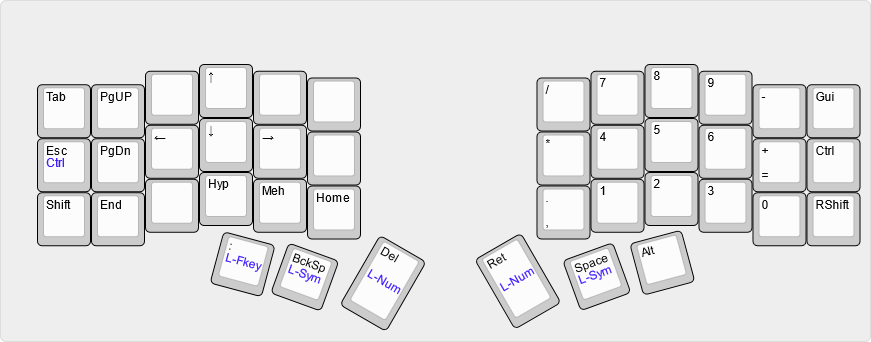 Tab
PgUP
↑
/
7
8
9
-
Gui
Esc
Ctrl
PgDn
←
↓
→
*
4
5
6
+
=
Ctrl
Shift
End
Hyp
Meh
Home
.
,
1
2
3
0
RShift
:
L-Fkey
BckSp
L-Sym
Del
L-Num
Ret
L-Num
Space
L-Sym
Alt